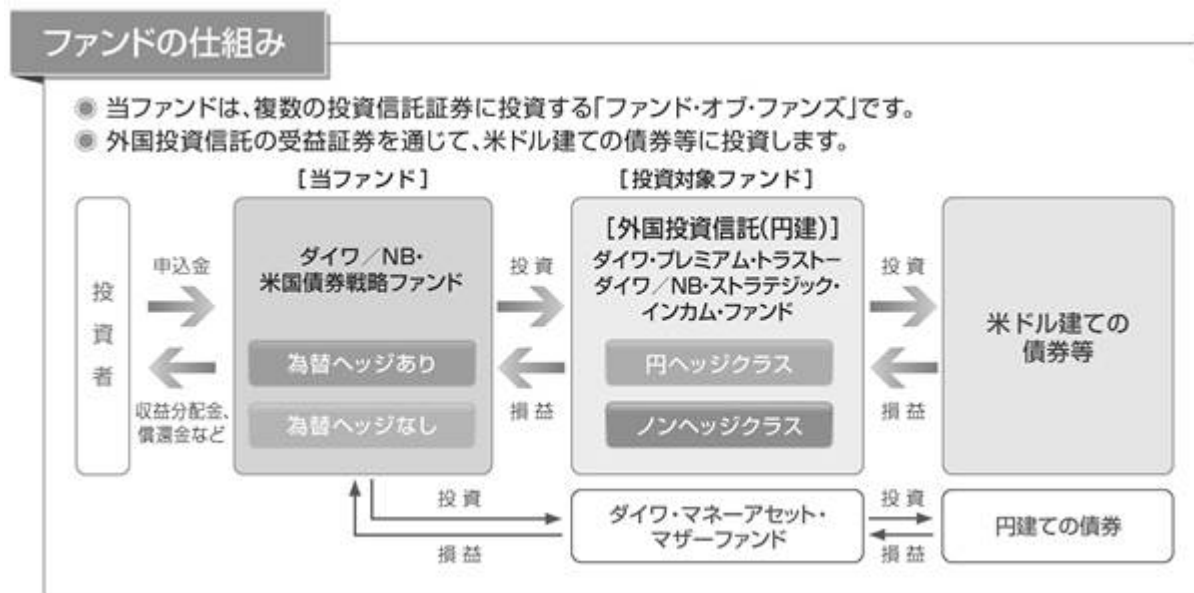 ファンドの仕組み
当ファンドは、複数の投資信託証券に投資する「ファンド・オブ・ファンズ」です。
外国投資信託の受益証券を通じて、米ドル建ての債券等に投資します。
[当ファンド]
[投資対象ファンド]
投資者
申込金
収益分配金、
償還金など
ダイワ/NB・
米国債券戦略ファンド
為替ヘッジあり
為替ヘッジなし
投資
損益
[外国投資信託(円建)]
ダイワ・プレミアム・トラスト−
ダイワ/NB・ストラテジック・
インカム・ファンド
円ヘッジクラス
ノンヘッジクラス
投資
損益
米ドル建ての
債券等
投資
損益
ダイワ・マネーアセット・
マザーファンド
投資
損益
円建ての債券